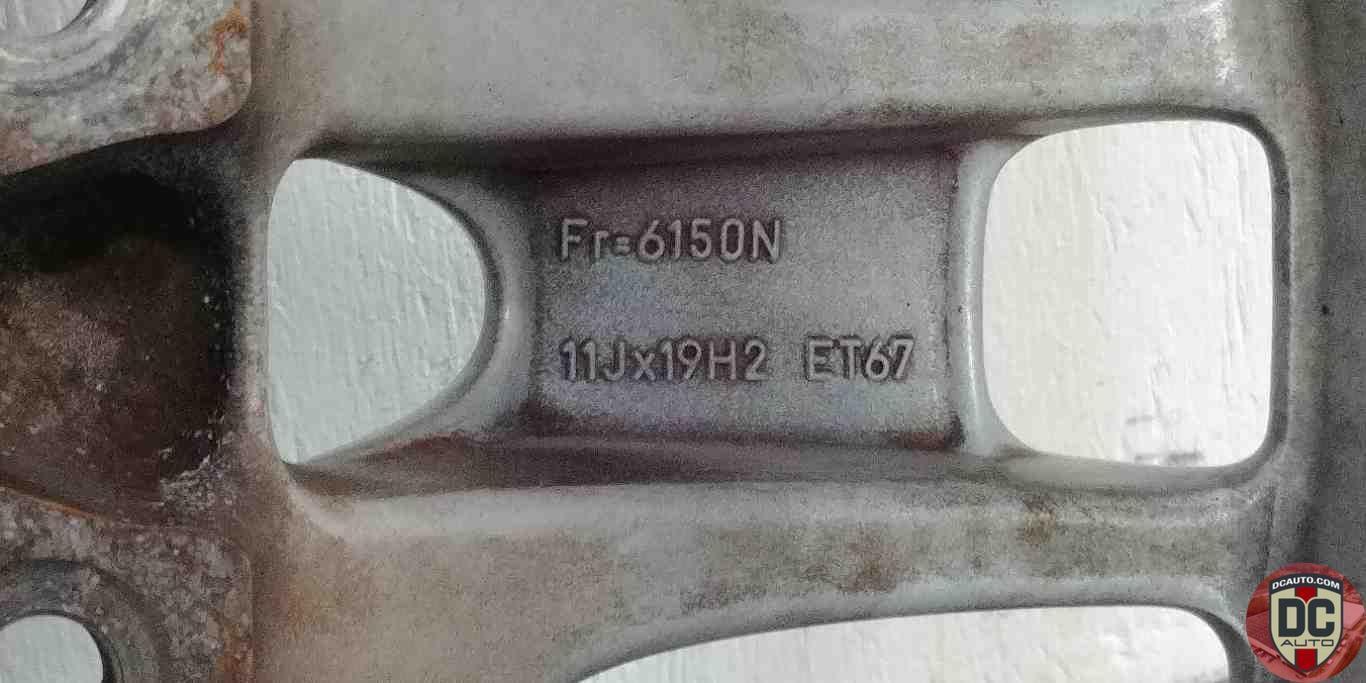 Fr=6150N
11Jx19H2 ET67
DCAUTO.COM
DC
AUTO